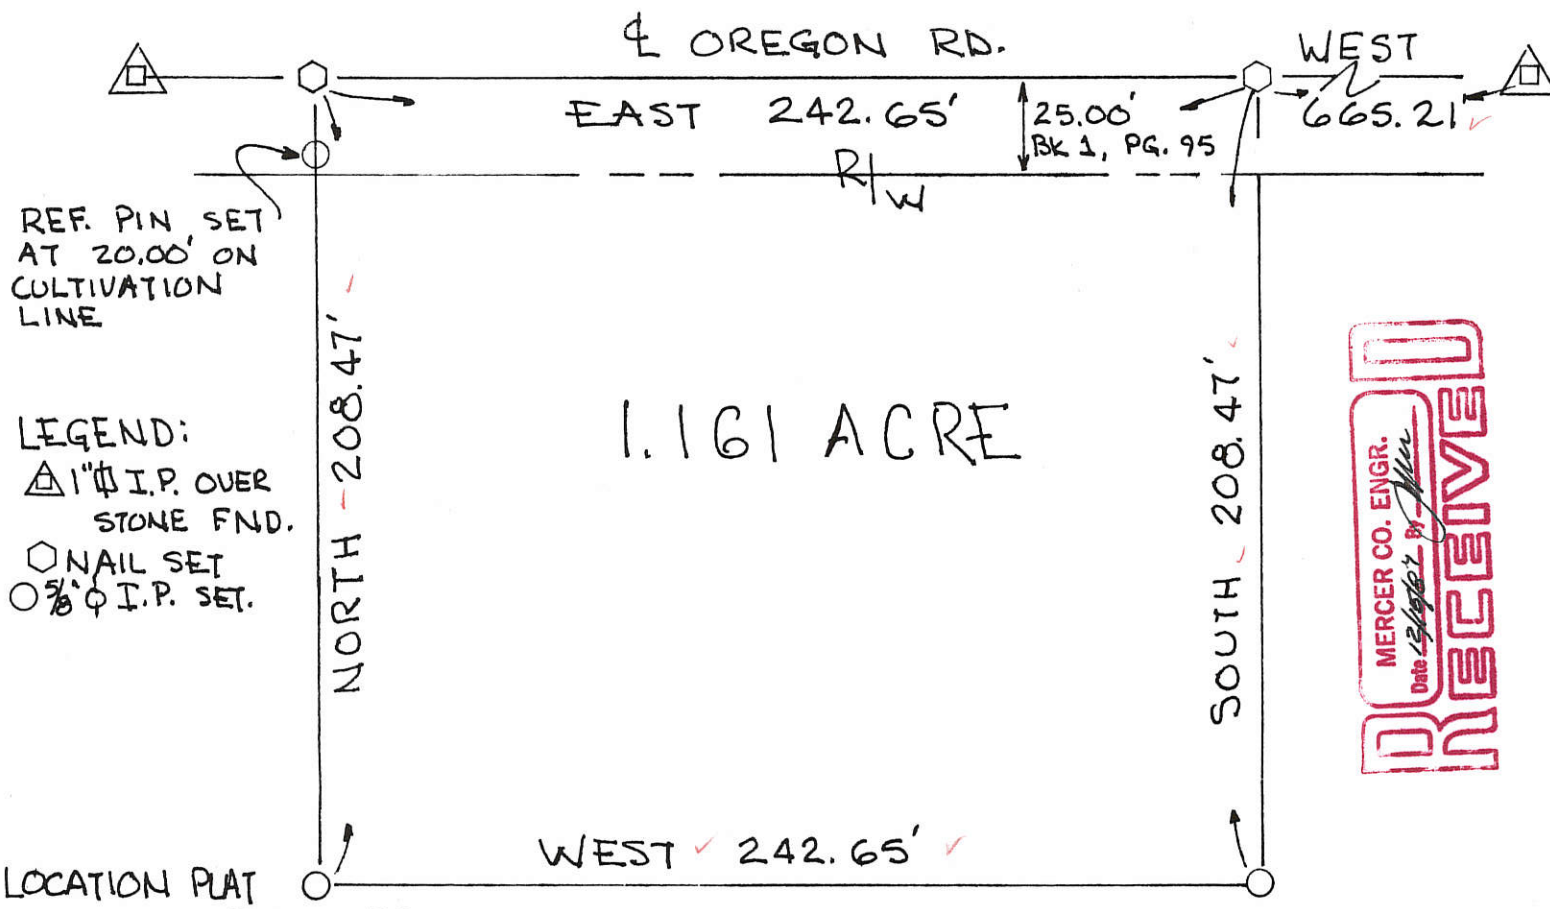 ℄ OREGON RD.
WEST
665.21
EAST 242.65'
25.00'
BK 1, PG. 95
R/W
REF. PIN SET
AT 20.00' ON
CULTIVATION
LINE
NORTH - 208.47'
1.161 ACRE
SOUTH 208.47'
LEGEND:
1"⌀ I.P. OVER
STONE FND.
NAIL SET
5/8"⌀ I.P. SET.
MERCER CO. ENGR.
Date By
RECEIVED
WEST 242.65'
LOCATION PLAT